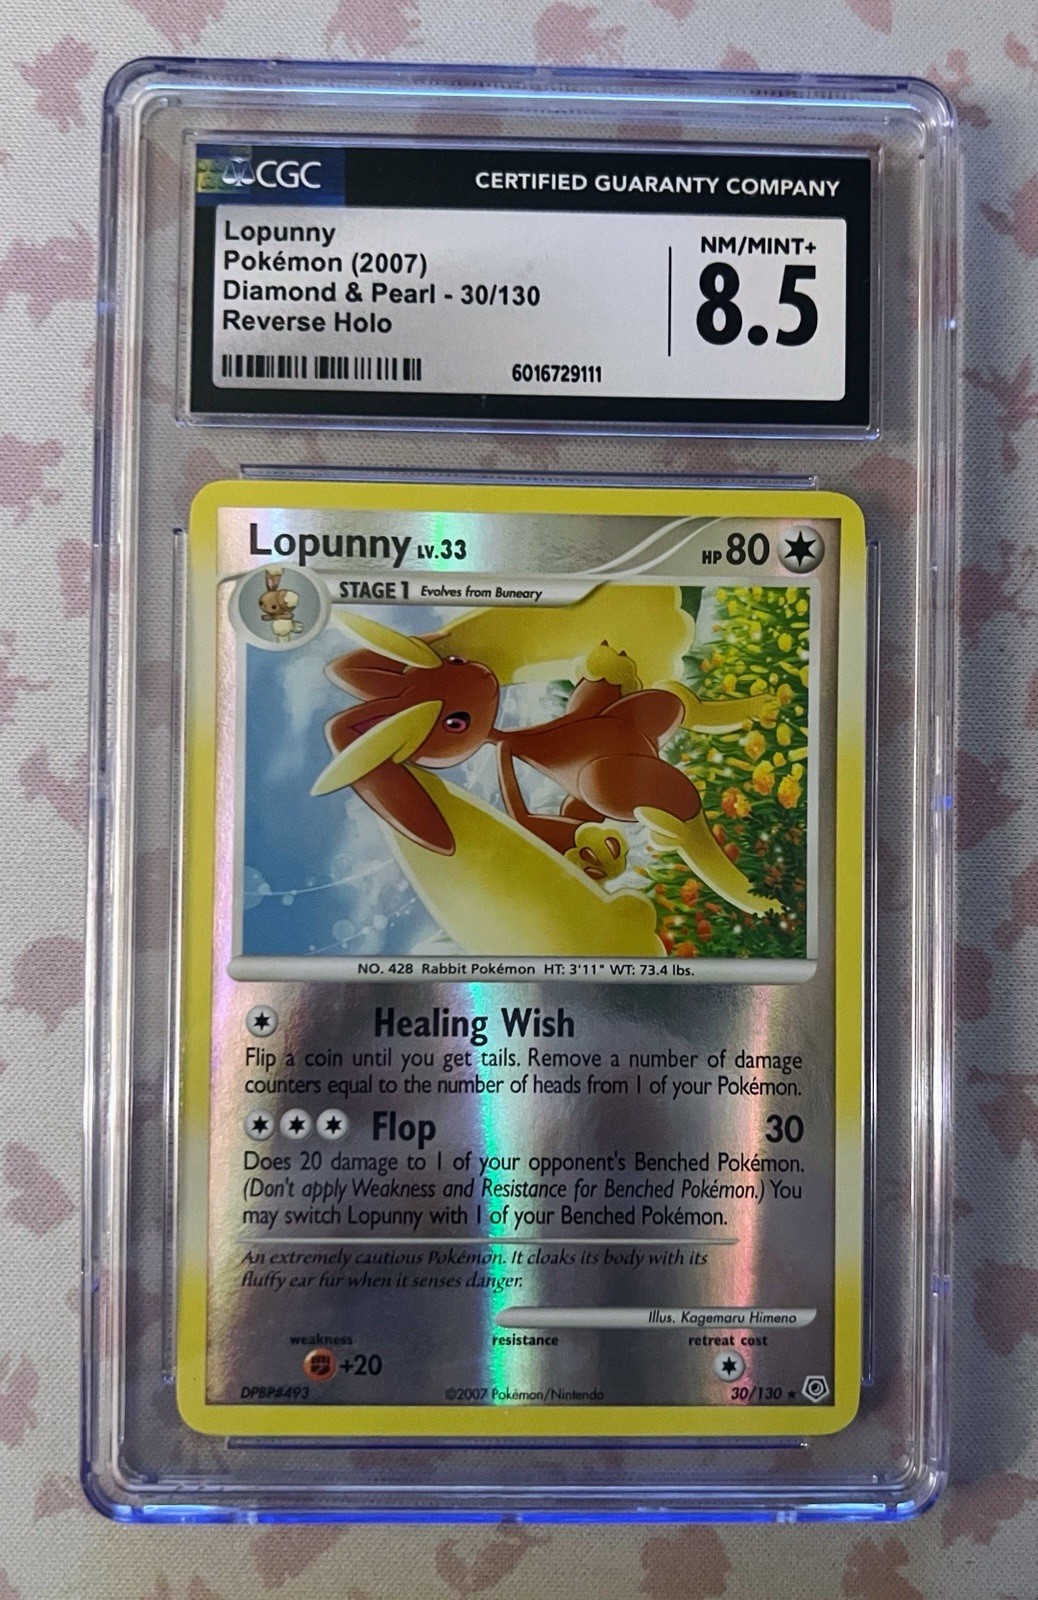 CGC
CERTIFIED GUARANTY COMPANY
Lopunny
Pokémon (2007)
Diamond & Pearl - 30/130
Reverse Holo
6016729111
NM/MINT+
8.5
Lopunny LV.33
HP 80
STAGE 1 Evolves from Buneary
NO. 428 Rabbit Pokémon HT: 3'11" WT: 73.4 lbs.
Healing Wish
Flip a coin until you get tails. Remove a number of damage
counters equal to the number of heads from 1 of your Pokémon.
Flop 30
Does 20 damage to 1 of your opponent's Benched Pokémon.
(Don't apply Weakness and Resistance for Benched Pokémon.) You
may switch Lopunny with 1 of your Benched Pokémon.
An extremely cautious Pokémon. It cloaks its body with its
fluffy ear fur when it senses danger.
Illus. Kagemaru Himeno
weakness resistance retreat cost
+20
DPBP#493 ©2007 Pokémon/Nintendo 30/130 ★